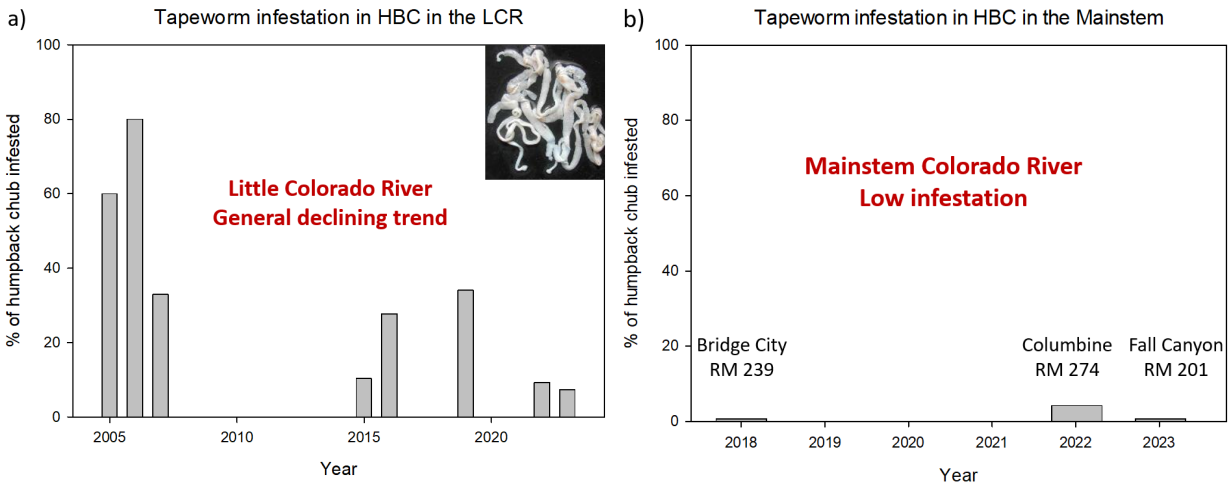 a)
Tapeworm infestation in HBC in the LCR
% of humpback chub infested
100
80
60
40
20
0
Little Colorado River
General declining trend
2005
2010
2015
2020
Year
b)
Tapeworm infestation in HBC in the Mainstem
% of humpback chub infested
100
80
60
40
20
0
Mainstem Colorado River
Low infestation
Bridge City
RM 239
Columbine
RM 274
Fall Canyon
RM 201
2018
2019
2020
2021
2022
2023
Year